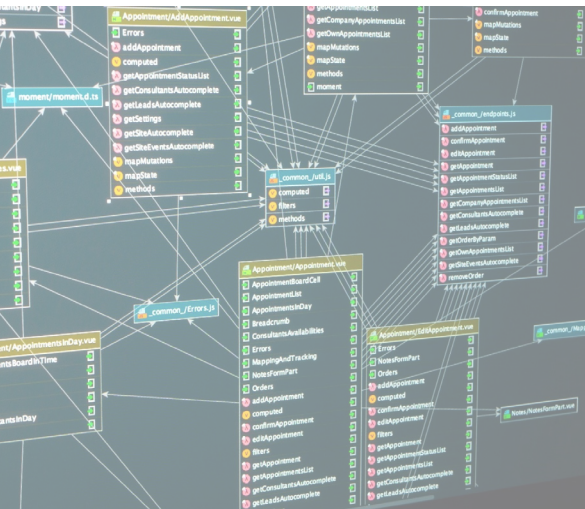 Appointment/AddAppointment.vue
Errors
addAppointment
computed
getAppointmentStatusList
getConsultantsAutocomplete
getLeadsAutocomplete
getSettings
getSiteAutocomplete
getSiteEventsAutocomplete
mapMutations
mapState
methods
getCompanyAppointmentsList
getOwnAppointmentsList
mapMutations
mapState
methods
moment
confirmAppointment
mapMutations
mapState
methods
moment/moment.d.ts
_common_/endpoints.js
addAppointment
confirmAppointment
editAppointment
getAppointment
getAppointmentStatusList
getAppointmentsList
getCompanyAppointmentsList
getConsultantsAutocomplete
getLeadsAutocomplete
getOrderByParam
getOwnAppointmentsList
getSiteEventsAutocomplete
removeOrder
_common_/util.js
computed
filters
methods
_common_/Errors.js
Appointment/Appointment.vue
AppointmentBoardCell
AppointmentList
AppointmentsInDay
Breadcrumb
ConsultantsAvailabilities
Errors
MappingAndTracking
NotesFormPart
Orders
addAppointment
computed
confirmAppointment
editAppointment
filters
getAppointment
getAppointmentsList
getConsultantsAutocomplete
getLeadsAutocomplete
Appointment/EditAppointment.vue
Errors
NotesFormPart
Orders
addAppointment
computed
confirmAppointment
editAppointment
filters
getAppointment
getAppointmentStatusList
getAppointmentsList
getConsultantsAutocomplete
getLeadsAutocomplete
nt/AppointmentsInDay.vue
ntsBoardInTime
antsInDay
Notes/NotesFormPart.vue